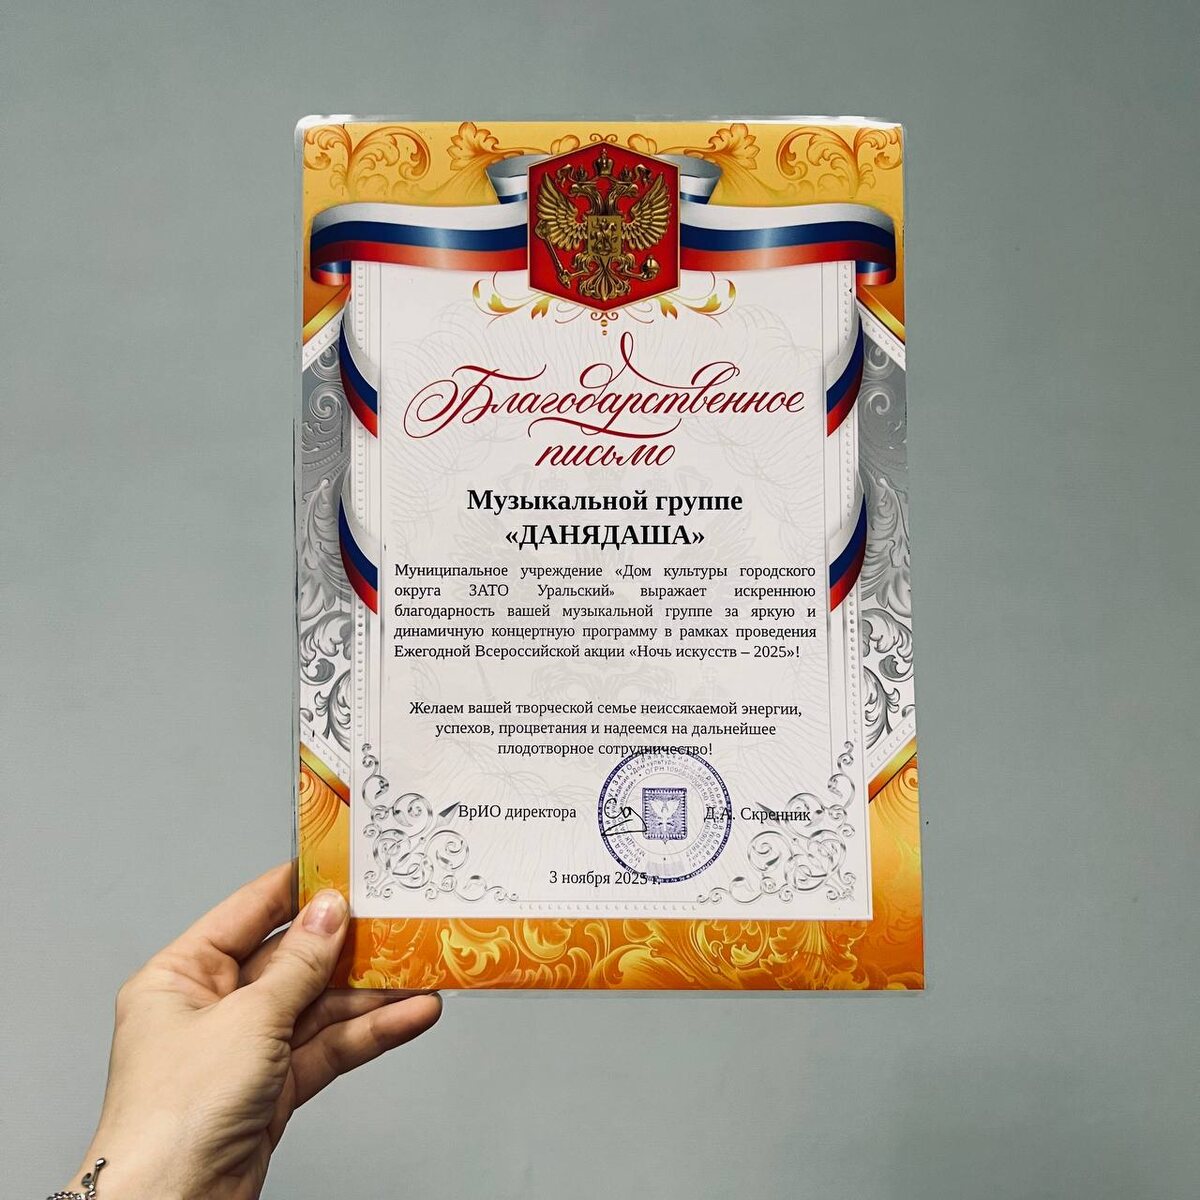 Благодарственное
письмо
Музыкальной группе
«ДАНЯДАША»
Муниципальное учреждение «Дом культуры городского
округа ЗАТО Уральский» выражает искреннюю
благодарность вашей музыкальной группе за яркую и
динамичную концертную программу в рамках проведения
Ежегодной Всероссийской акции «Ночь искусств – 2025»!
Желаем вашей творческой семье неиссякаемой энергии,
успехов, процветания и надеемся на дальнейшее
плодотворное сотрудничество!
ВрИО директора Д.А. Скренник
3 ноября 2025 г.